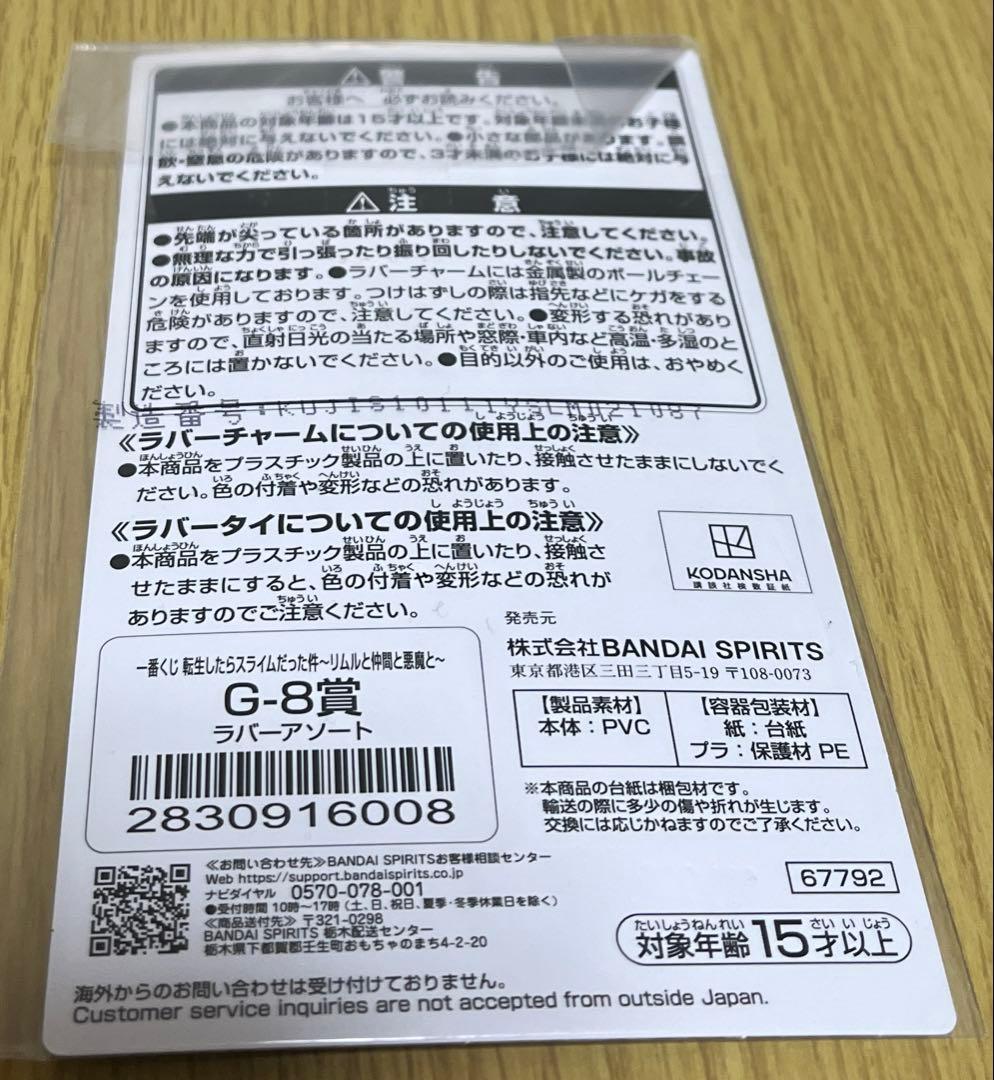 ⚠警告
お客様へ 必ずお読みください。
●本商品の対象年齢は15才以上です。対象年齢未満のお子様
には絶対に与えないでください。●小さな部品があります。誤
飲・窒息の危険がありますので、3才未満のお子様には絶対に与
えないでください。
⚠注意
●先端が尖っている箇所がありますので、注意してください。
●無理な力で引っ張ったり振り回したりしないでください。事故
の原因になります。●ラバーチャームには金属製のボールチェー
ンを使用しております。つけはずしの際は指先などにケガをする
危険がありますので、注意してください。●変形する恐れがあり
ますので、直射日光の当たる場所や窓際・車内など高温・多湿のと
ころには置かないでください。●目的以外のご使用は、おやめく
ださい。
製造番号:
《ラバーチャームについての使用上の注意》
●本商品をプラスチック製品の上に置いたり、接触させたままにしないでく
ださい。色の付着や変形などの恐れがあります。
《ラバータイについての使用上の注意》
●本商品をプラスチック製品の上に置いたり、接触さ
せたままにすると、色の付着や変形などの恐れが
ありますのでご注意ください。
KODANSHA
講談社検数証紙
発売元
株式会社BANDAI SPIRITS
東京都港区三田三丁目5-19 〒108-0073
一番くじ 転生したらスライムだった件~リムルと仲間と悪魔と~
G-8賞
ラバーアソート
2830916008
【製品素材】
本体:PVC
【容器包装材】
紙:台紙
プラ:保護材 PE
※本商品の台紙は梱包材です。
輸送の際に多少の傷や折れが生じます。
交換には応じかねますのでご了承ください。
≪お問い合わせ先≫BANDAI SPIRITSお客様相談センター
Web https://support.bandaispirits.co.jp
ナビダイヤル 0570-078-001
●受付時間 10時~17時(土、日、祝日、夏季・冬季休業日を除く)
≪商品送付先≫〒321-0298
BANDAI SPIRITS 栃木配送センター
栃木県下都賀郡壬生町おもちゃのまち4-2-20
67792
対象年齢15才以上
海外からのお問い合わせは受け付けておりません。
Customer service inquiries are not accepted from outside Japan.